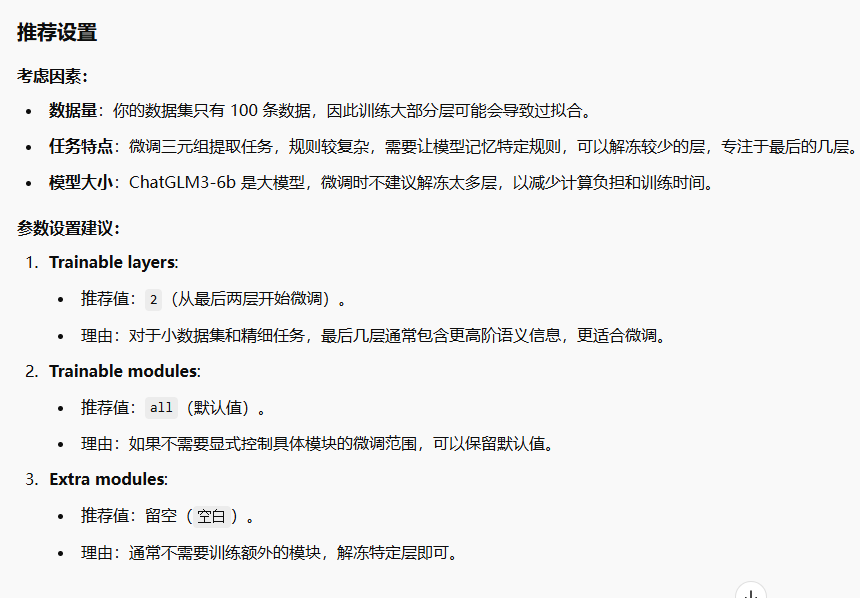 推荐设置
考虑因素：
• 数据量：你的数据集只有 100 条数据，因此训练大部分层可能会导致过拟合。
• 任务特点：微调三元组提取任务，规则较复杂，需要让模型记忆特定规则，可以解冻较少的层，专注于最后的几层。
• 模型大小：ChatGLM3-6b 是大模型，微调时不建议解冻太多层，以减少计算负担和训练时间。
参数设置建议：
1. Trainable layers:
• 推荐值：2（从最后两层开始微调）。
• 理由：对于小数据集和精细任务，最后几层通常包含更高阶语义信息，更适合微调。
2. Trainable modules:
• 推荐值：all（默认值）。
• 理由：如果不需要显式控制具体模块的微调范围，可以保留默认值。
3. Extra modules:
• 推荐值：留空（空白）。
• 理由：通常不需要训练额外的模块，解冻特定层即可。